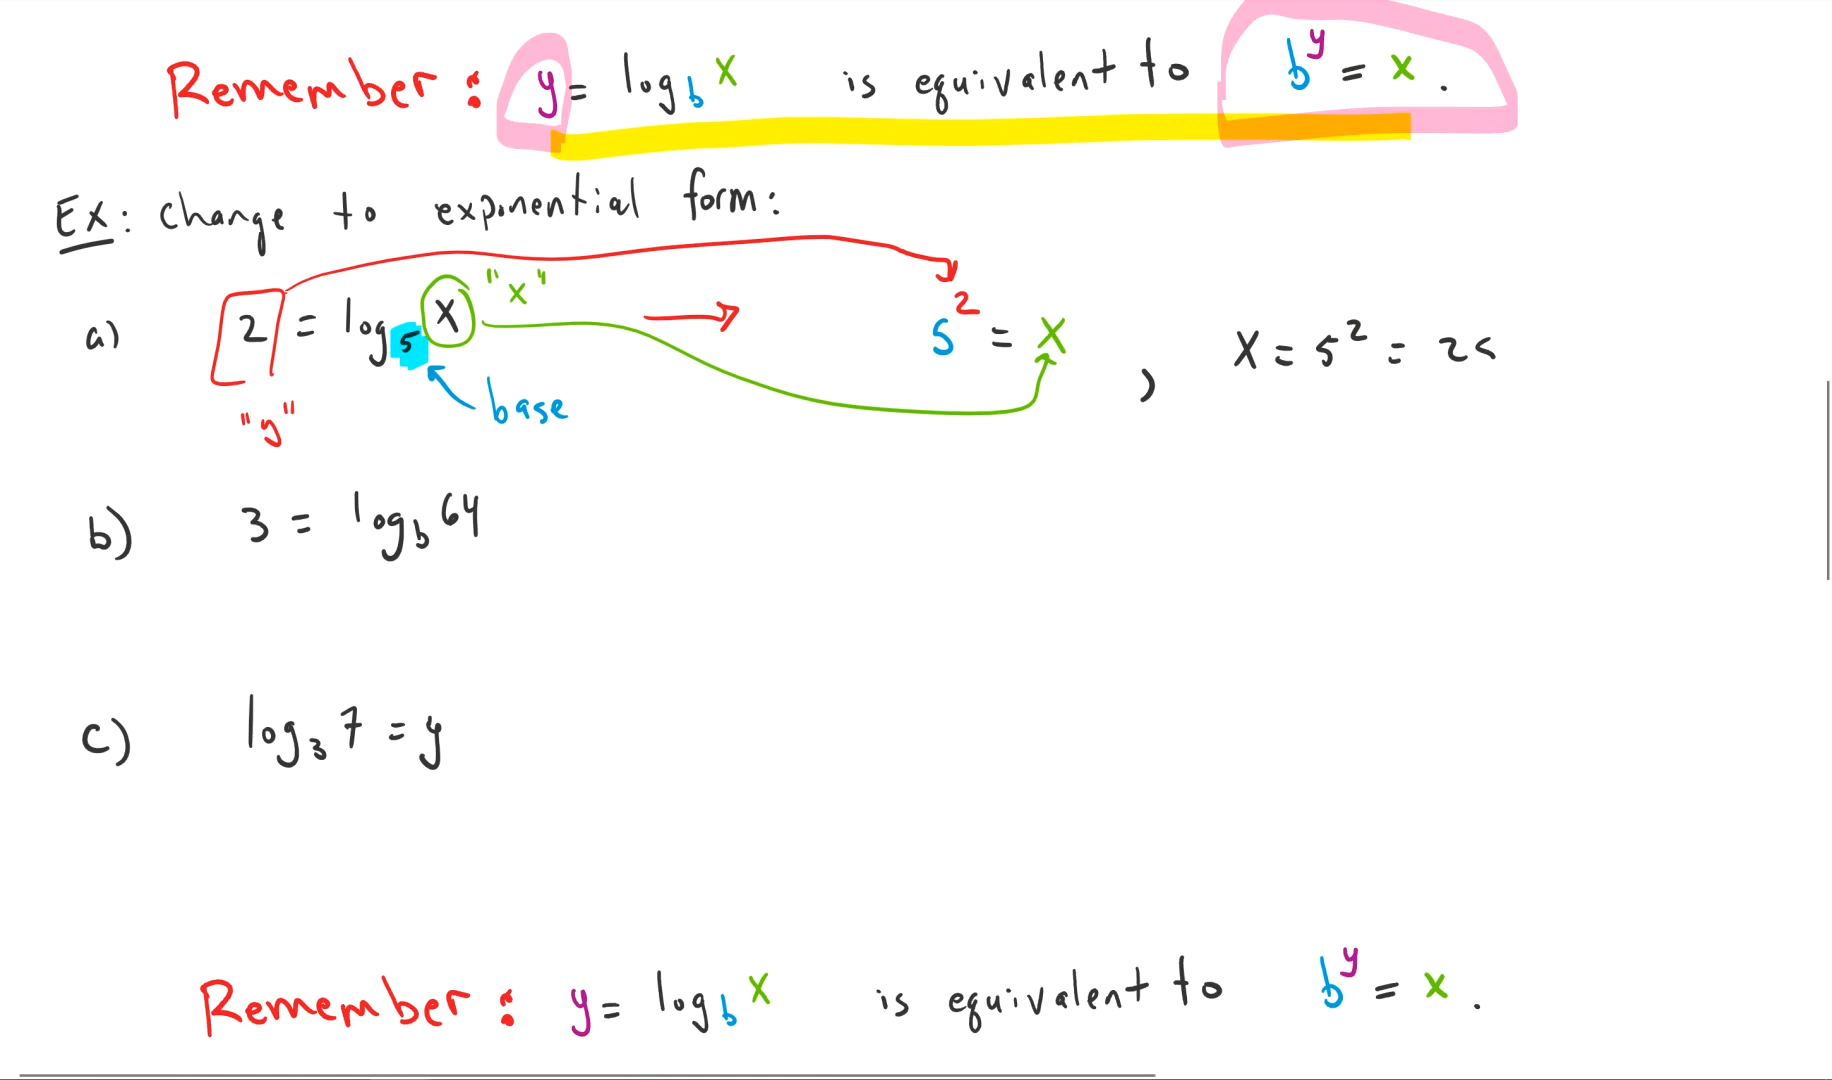 Remember: y = log_b x is equivalent to b^y = x.
Ex: change to exponential form:
a) 2 = log_5 x "x" → 5^2 = x , x = 5^2 = 25
"y" base
b) 3 = log_b 64
c) log_3 7 = y
Remember: y = log_b x is equivalent to b^y = x.